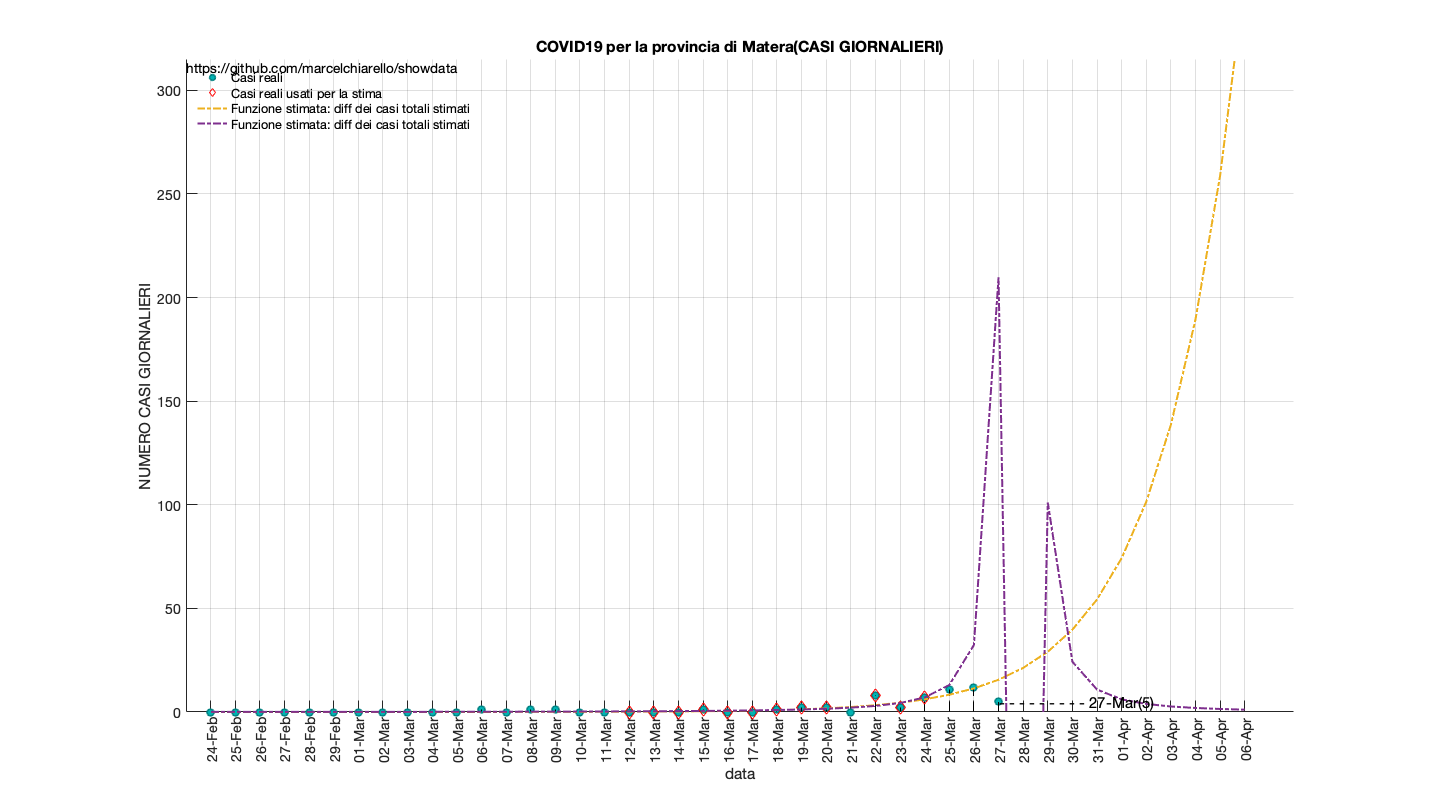 COVID19 per la provincia di Matera(CASI GIORNALIERI)
https://github.com/marcelchiarello/showdata
Casi reali
Casi reali usati per la stima
Funzione stimata: diff dei casi totali stimati
Funzione stimata: diff dei casi totali stimati
NUMERO CASI GIORNALIERI
300
250
200
150
100
50
0
27-Mar(5)
24-Feb
25-Feb
26-Feb
27-Feb
28-Feb
29-Feb
01-Mar
02-Mar
03-Mar
04-Mar
05-Mar
06-Mar
07-Mar
08-Mar
09-Mar
10-Mar
11-Mar
12-Mar
13-Mar
14-Mar
15-Mar
16-Mar
17-Mar
18-Mar
19-Mar
20-Mar
21-Mar
22-Mar
23-Mar
24-Mar
25-Mar
26-Mar
27-Mar
28-Mar
29-Mar
30-Mar
31-Mar
01-Apr
02-Apr
03-Apr
04-Apr
05-Apr
06-Apr
data